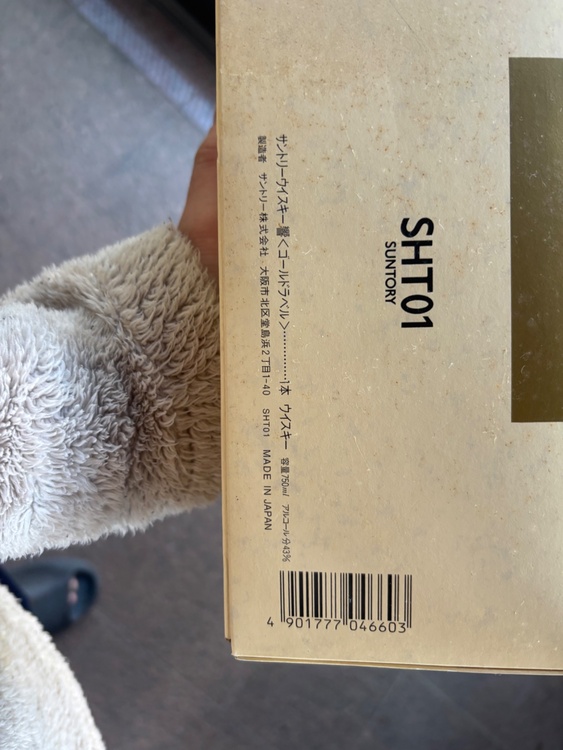 SHT01
SUNTORY
サントリーウイスキー響<ゴールドラベル>…………1本 ウイスキー 容量750ml アルコール分43%
製造者 サントリー株式会社 大阪市北区堂島浜2丁目1-40 SHT01 MADE IN JAPAN
4 901777 046603